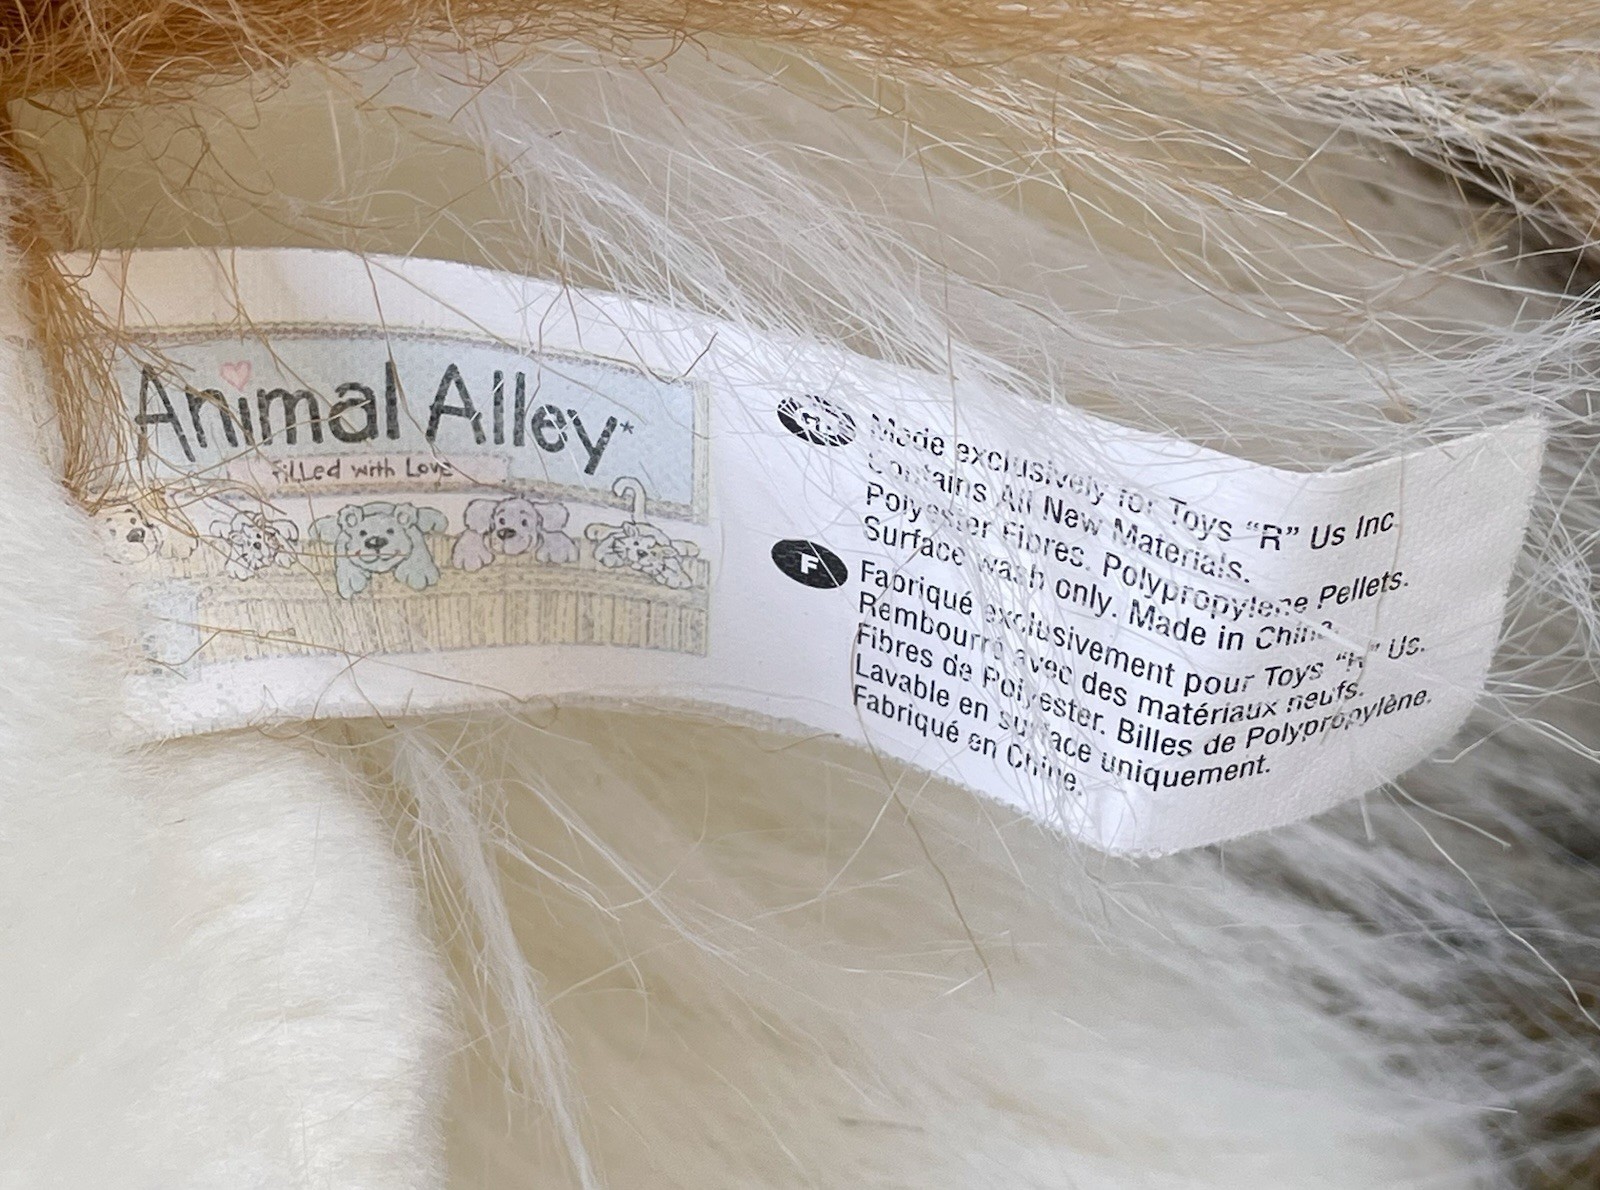 Animal Alley*
filled with Love
GB Made exclusively for Toys "R" Us Inc.
Contains All New Materials.
Polyester Fibres. Polypropylene Pellets.
Surface wash only. Made in China.
F Fabriqué exclusivement pour Toys "R" Us.
Rembourré avec des matériaux neufs.
Fibres de Polyester. Billes de Polypropylène.
Lavable en surface uniquement.
Fabriqué en Chine.